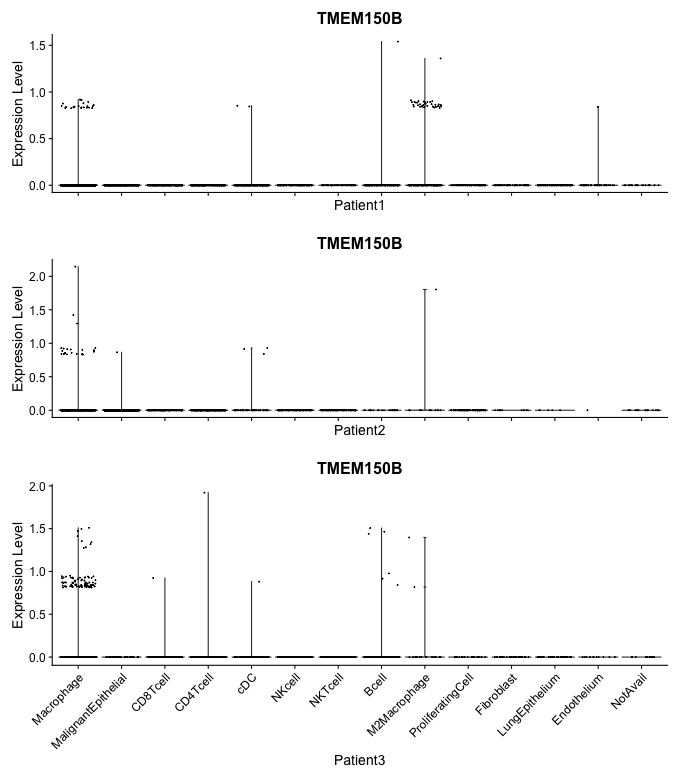 TMEM150B
Expression Level
1.5
1.0
0.5
0.0
Patient1
TMEM150B
Expression Level
2.0
1.5
1.0
0.5
0.0
Patient2
TMEM150B
Expression Level
2.0
1.5
1.0
0.5
0.0
Macrophage
MalignantEpithelial
CD8Tcell
CD4Tcell
cDC
NKcell
NKTcell
Bcell
M2Macrophage
ProliferatingCell
Fibroblast
LungEpithelium
Endothelium
NotAvail
Patient3